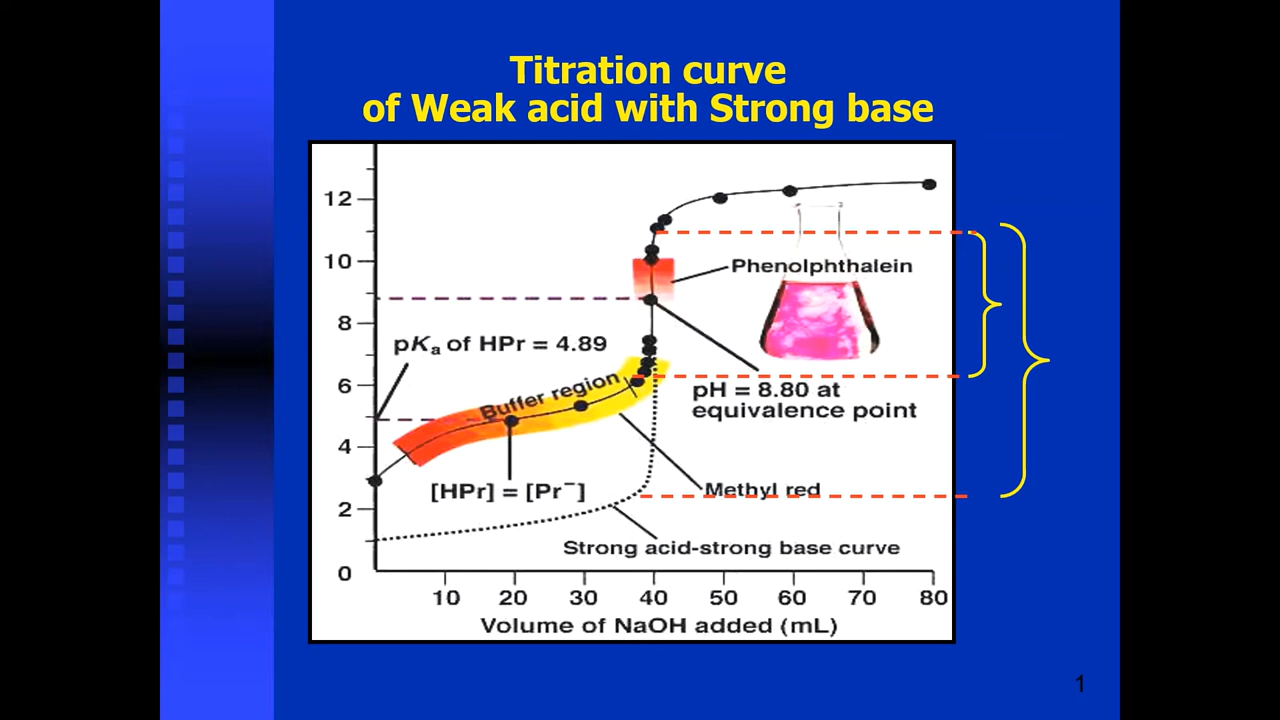 Titration curve
of Weak acid with Strong base
12
10
8
6
4
2
0
Phenolphthalein
pKa of HPr = 4.89
Buffer region
pH = 8.80 at
equivalence point
[HPr] = [Pr⁻]
Methyl red
Strong acid-strong base curve
10 20 30 40 50 60 70 80
Volume of NaOH added (mL)
1